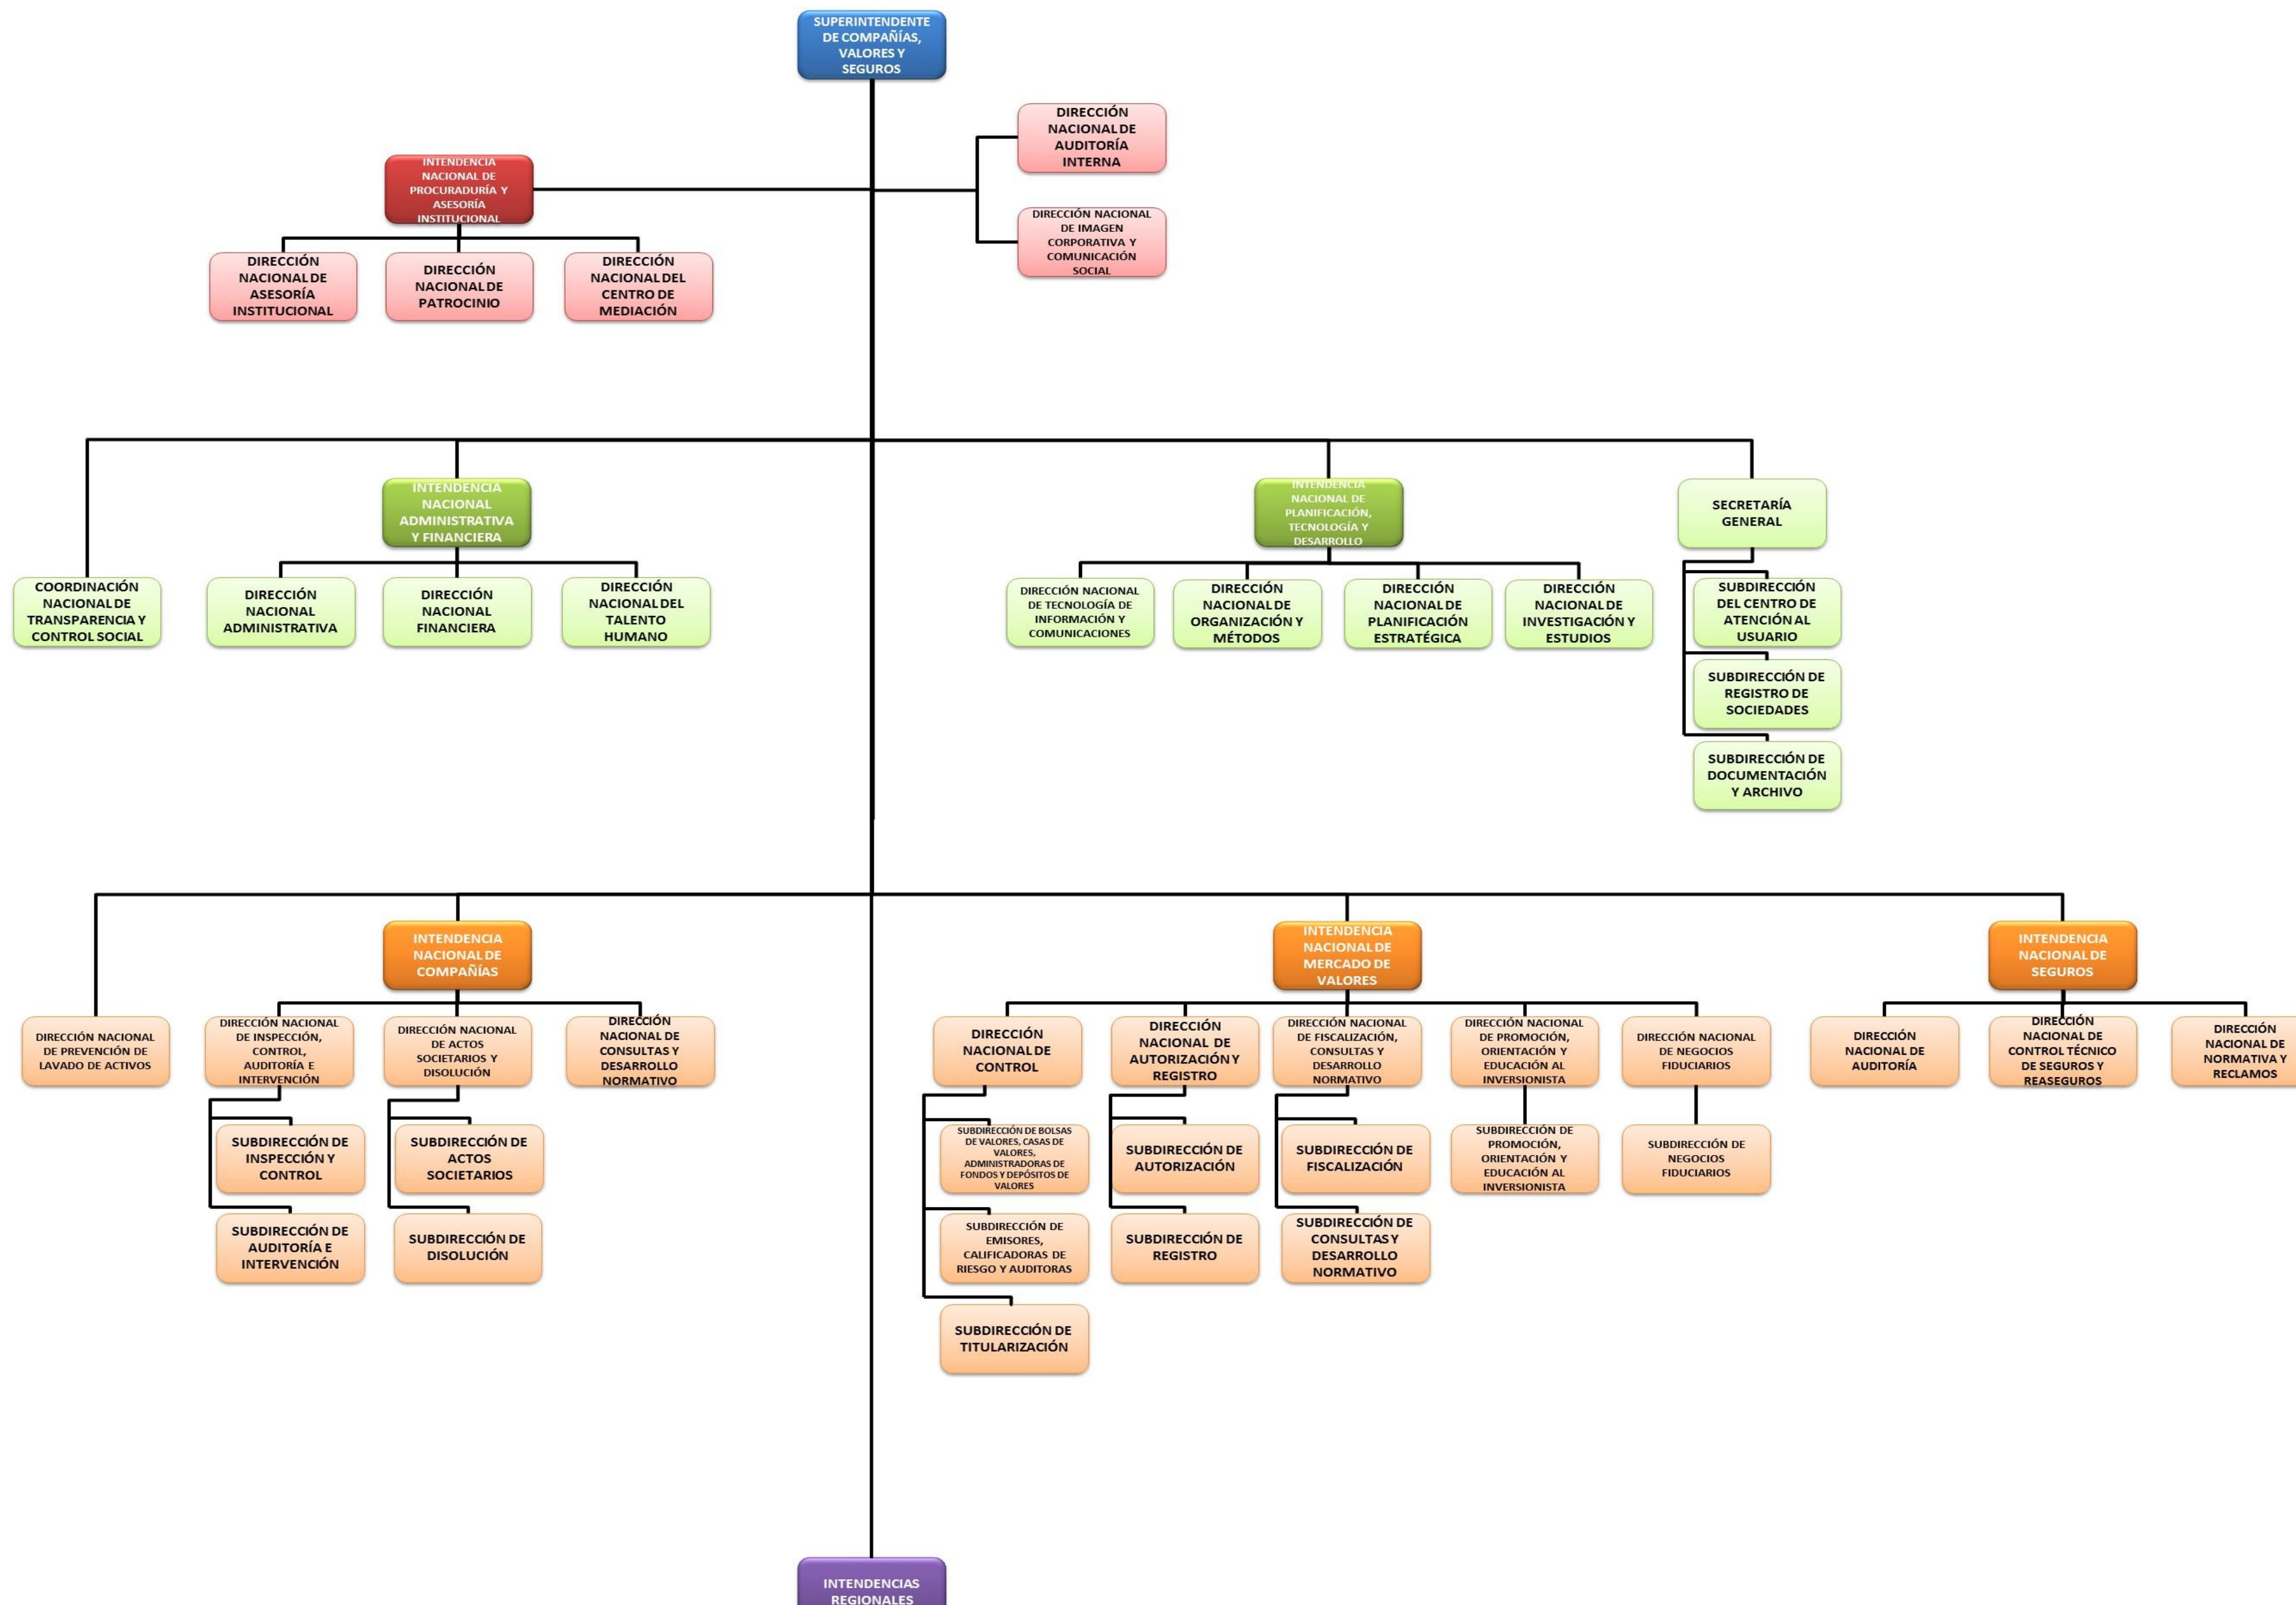 SUPERINTENDENTE
DE COMPAÑÍAS,
VALORES Y
SEGUROS
DIRECCIÓN
NACIONAL DE
AUDITORÍA
INTERNA
DIRECCIÓN NACIONAL
DE IMAGEN
CORPORATIVA Y
COMUNICACIÓN
SOCIAL
INTENDENCIA
NACIONAL DE
PROCURADURÍA Y
ASESORÍA
INSTITUCIONAL
DIRECCIÓN
NACIONAL DE
ASESORÍA
INSTITUCIONAL
DIRECCIÓN
NACIONAL DE
PATROCINIO
DIRECCIÓN
NACIONAL DEL
CENTRO DE
MEDIACIÓN
INTENDENCIA
NACIONAL
ADMINISTRATIVA
Y FINANCIERA
INTENDENCIA
NACIONAL DE
PLANIFICACIÓN,
TECNOLOGÍA Y
DESARROLLO
SECRETARÍA
GENERAL
COORDINACIÓN
NACIONAL DE
TRANSPARENCIA Y
CONTROL SOCIAL
DIRECCIÓN
NACIONAL
ADMINISTRATIVA
DIRECCIÓN
NACIONAL
FINANCIERA
DIRECCIÓN
NACIONAL DEL
TALENTO
HUMANO
DIRECCIÓN NACIONAL
DE TECNOLOGÍA DE
INFORMACIÓN Y
COMUNICACIONES
DIRECCIÓN
NACIONAL DE
ORGANIZACIÓN Y
MÉTODOS
DIRECCIÓN
NACIONAL DE
PLANIFICACIÓN
ESTRATÉGICA
DIRECCIÓN
NACIONAL DE
INVESTIGACIÓN Y
ESTUDIOS
SUBDIRECCIÓN
DEL CENTRO DE
ATENCIÓN AL
USUARIO
SUBDIRECCIÓN DE
REGISTRO DE
SOCIEDADES
SUBDIRECCIÓN DE
DOCUMENTACIÓN
Y ARCHIVO
INTENDENCIA
NACIONAL DE
COMPAÑÍAS
INTENDENCIA
NACIONAL DE
MERCADO DE
VALORES
INTENDENCIA
NACIONAL DE
SEGUROS
DIRECCIÓN NACIONAL
DE PREVENCIÓN DE
LAVADO DE ACTIVOS
DIRECCIÓN NACIONAL
DE INSPECCIÓN,
CONTROL,
AUDITORÍA E
INTERVENCIÓN
DIRECCIÓN NACIONAL
DE ACTOS
SOCIETARIOS Y
DISOLUCIÓN
DIRECCIÓN
NACIONAL DE
CONSULTAS Y
DESARROLLO
NORMATIVO
DIRECCIÓN
NACIONAL DE
CONTROL
DIRECCIÓN
NACIONAL DE
AUTORIZACIÓN Y
REGISTRO
DIRECCIÓN NACIONAL
DE FISCALIZACIÓN,
CONSULTAS Y
DESARROLLO
NORMATIVO
DIRECCIÓN NACIONAL
DE PROMOCIÓN,
ORIENTACIÓN Y
EDUCACIÓN AL
INVERSIONISTA
DIRECCIÓN NACIONAL
DE NEGOCIOS
FIDUCIARIOS
DIRECCIÓN
NACIONAL DE
AUDITORÍA
DIRECCIÓN
NACIONAL DE
CONTROL TÉCNICO
DE SEGUROS Y
REASEGUROS
DIRECCIÓN
NACIONAL DE
NORMATIVA Y
RECLAMOS
SUBDIRECCIÓN DE
INSPECCIÓN Y
CONTROL
SUBDIRECCIÓN DE
ACTOS
SOCIETARIOS
SUBDIRECCIÓN DE BOLSAS
DE VALORES, CASAS DE
VALORES,
ADMINISTRADORAS DE
FONDOS Y DEPÓSITOS DE
VALORES
SUBDIRECCIÓN DE
AUTORIZACIÓN
SUBDIRECCIÓN DE
FISCALIZACIÓN
SUBDIRECCIÓN DE
PROMOCIÓN,
ORIENTACIÓN Y
EDUCACIÓN AL
INVERSIONISTA
SUBDIRECCIÓN DE
NEGOCIOS
FIDUCIARIOS
SUBDIRECCIÓN DE
AUDITORÍA E
INTERVENCIÓN
SUBDIRECCIÓN DE
DISOLUCIÓN
SUBDIRECCIÓN DE
EMISORES,
CALIFICADORAS DE
RIESGO Y AUDITORAS
SUBDIRECCIÓN DE
REGISTRO
SUBDIRECCIÓN DE
CONSULTAS Y
DESARROLLO
NORMATIVO
SUBDIRECCIÓN DE
TITULARIZACIÓN
INTENDENCIAS
REGIONALES